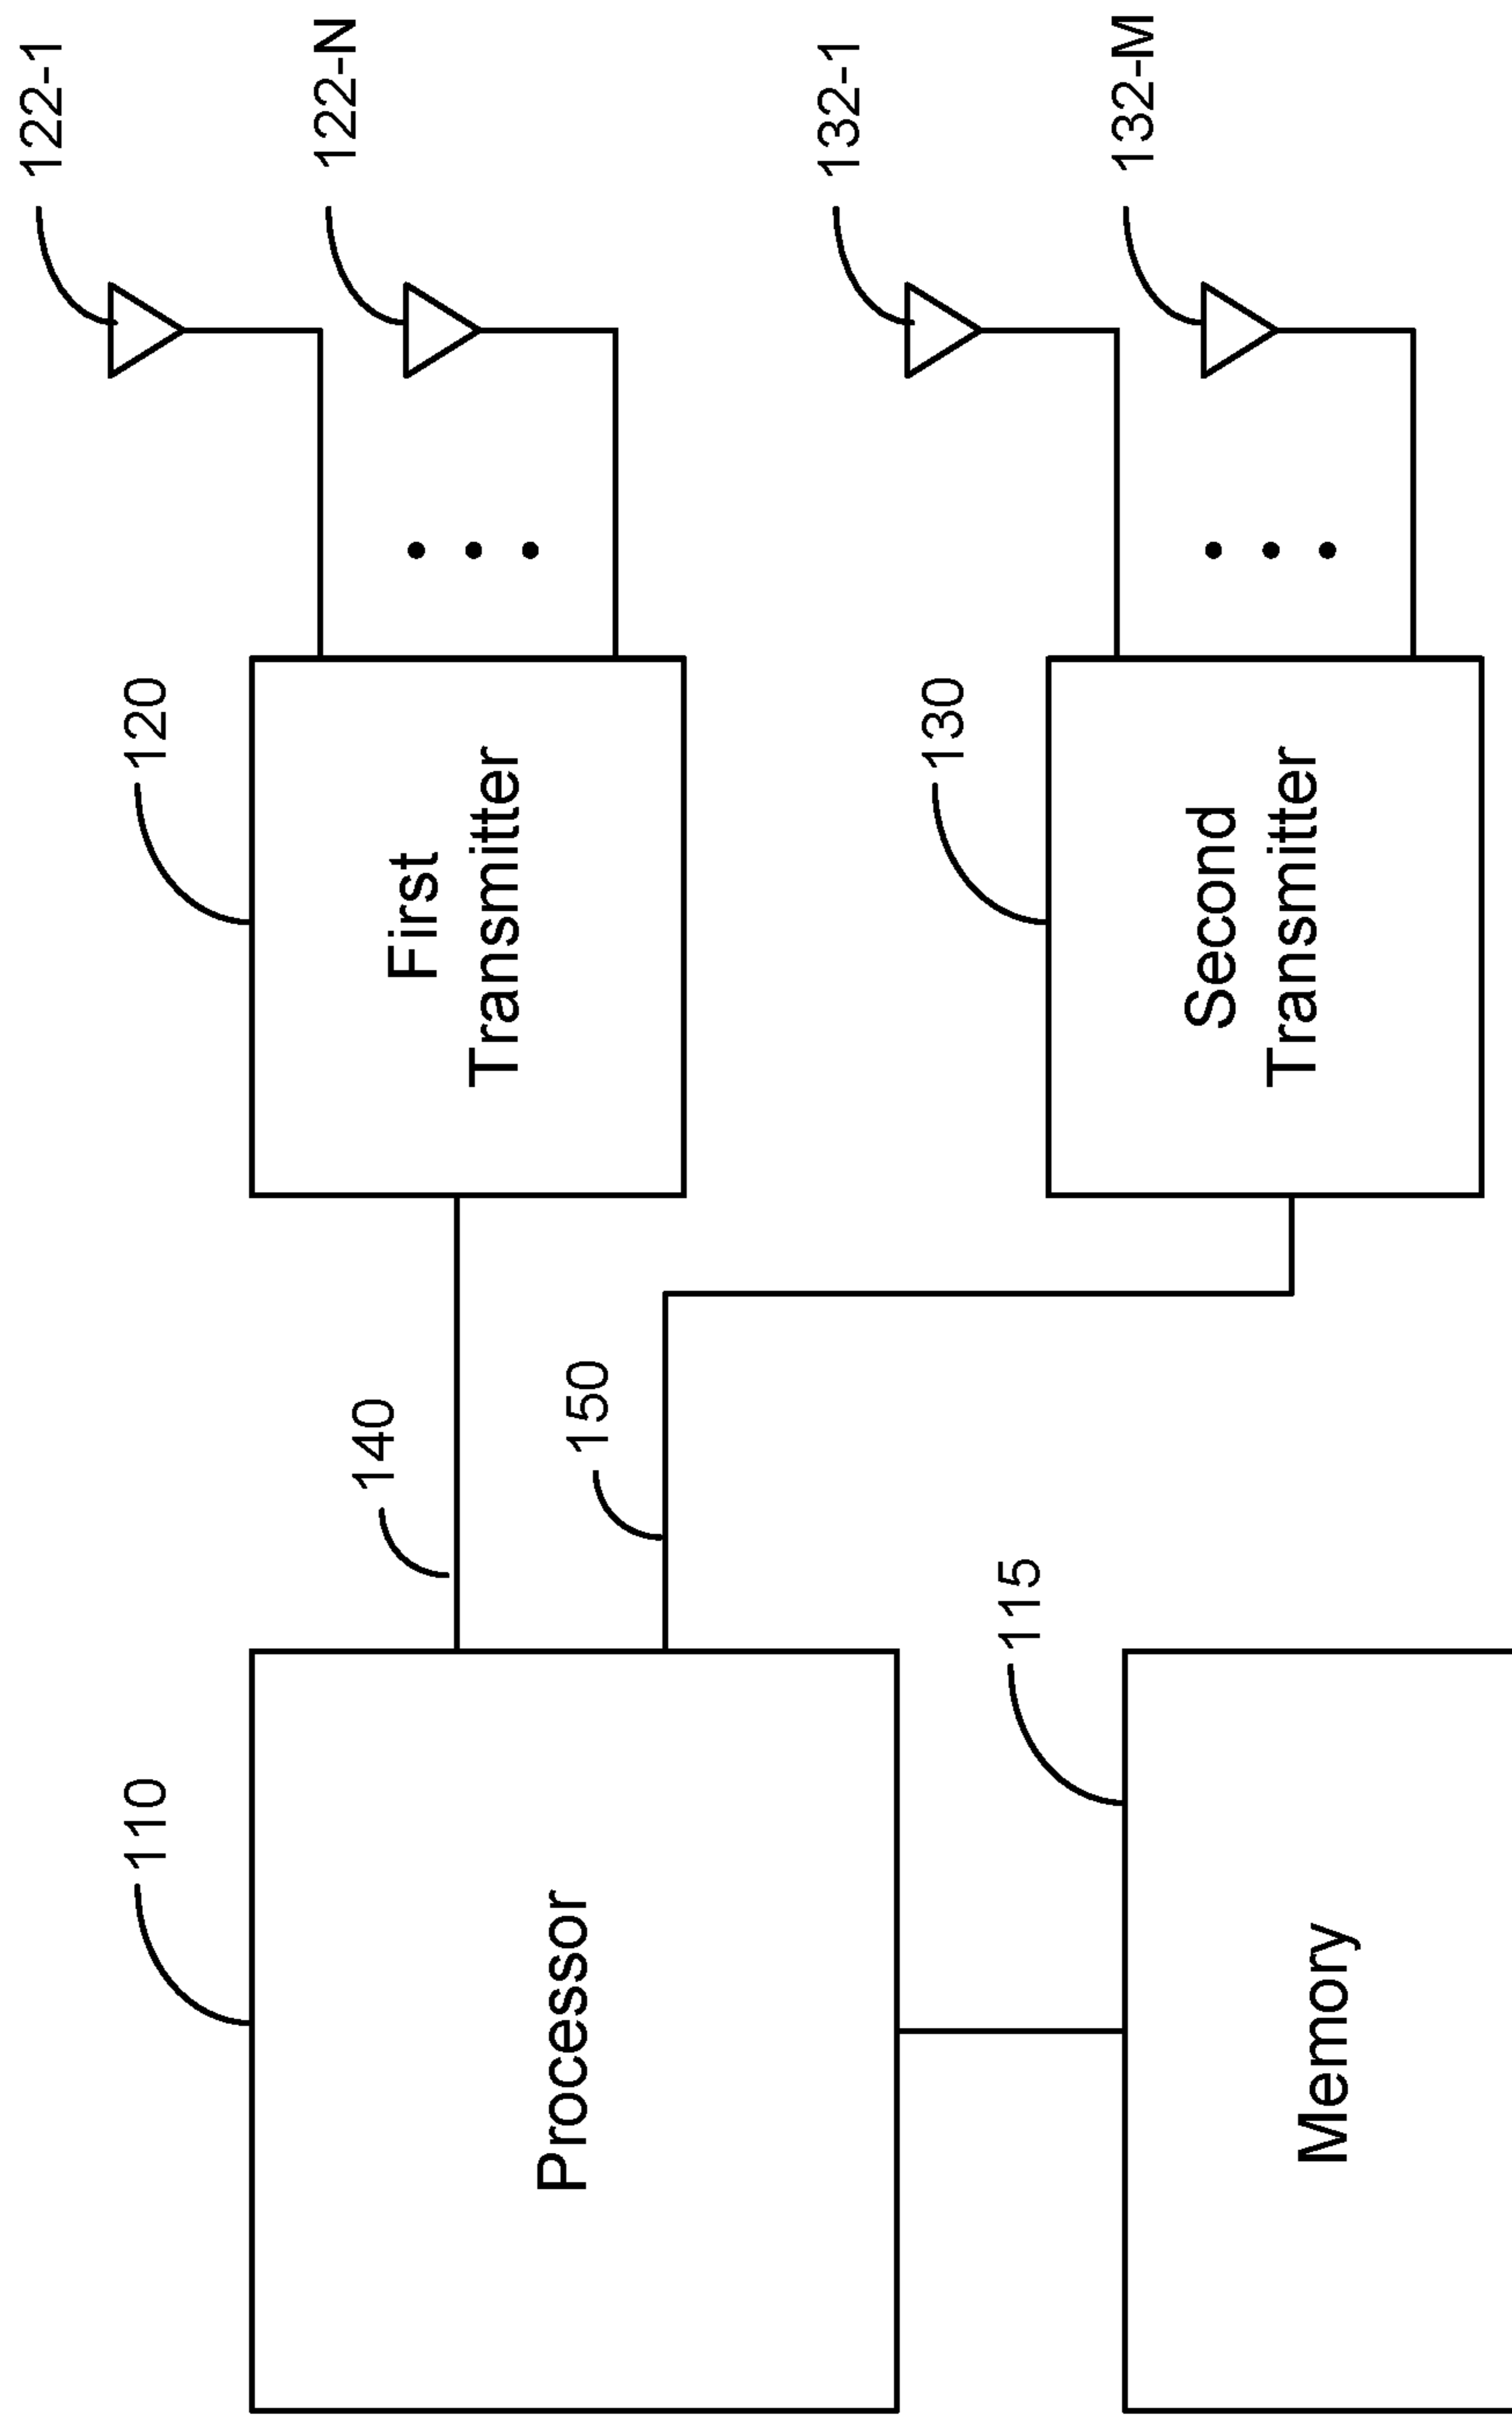 122-1
122-N
120
First
Transmitter
140
150
110
Processor
132-1
132-M
130
Second
Transmitter
115
Memory